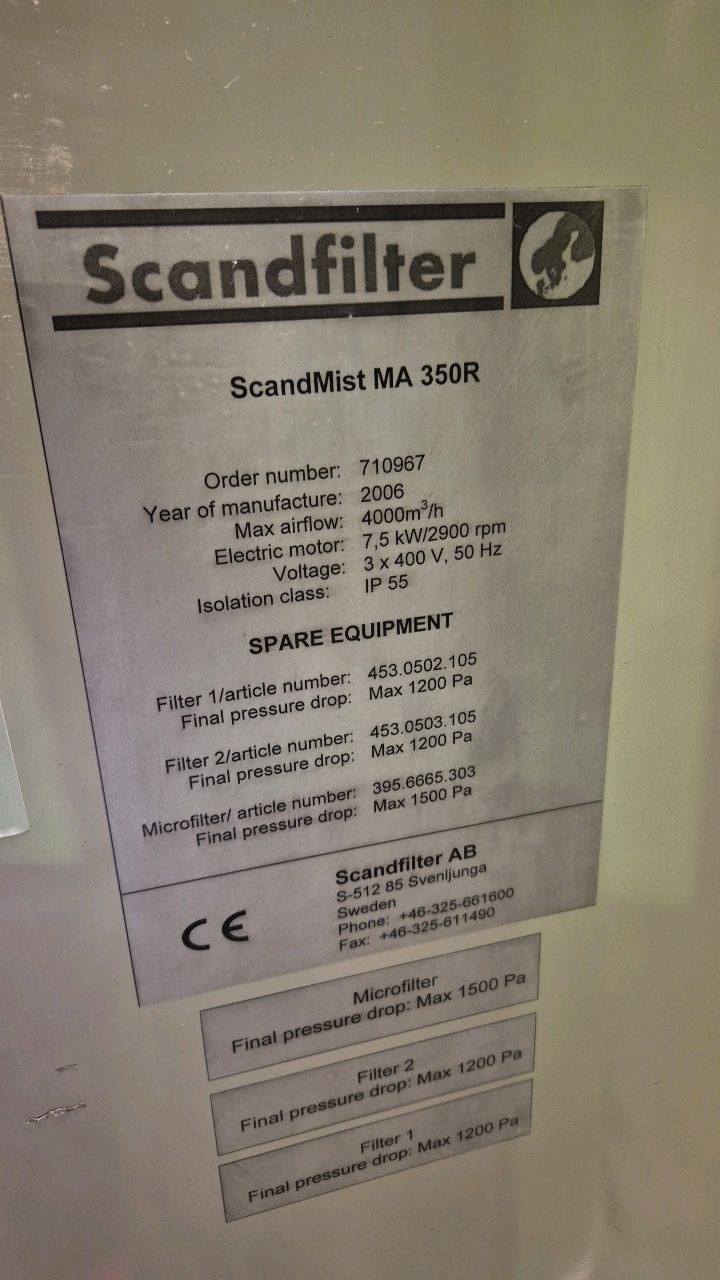 Scandfilter
ScandMist MA 350R
Order number: 710967
Year of manufacture: 2006
Max airflow: 4000m³/h
Electric motor: 7,5 kW/2900 rpm
Voltage: 3 x 400 V, 50 Hz
Isolation class: IP 55
SPARE EQUIPMENT
Filter 1/article number: 453.0502.105
Final pressure drop: Max 1200 Pa
Filter 2/article number: 453.0503.105
Final pressure drop: Max 1200 Pa
Microfilter/ article number: 395.6665.303
Final pressure drop: Max 1500 Pa
CE
Scandfilter AB
S-512 85 Svenljunga
Sweden
Phone: +46-325-661600
Fax: +46-325-611490
Microfilter
Final pressure drop: Max 1500 Pa
Filter 2
Final pressure drop: Max 1200 Pa
Filter 1
Final pressure drop: Max 1200 Pa